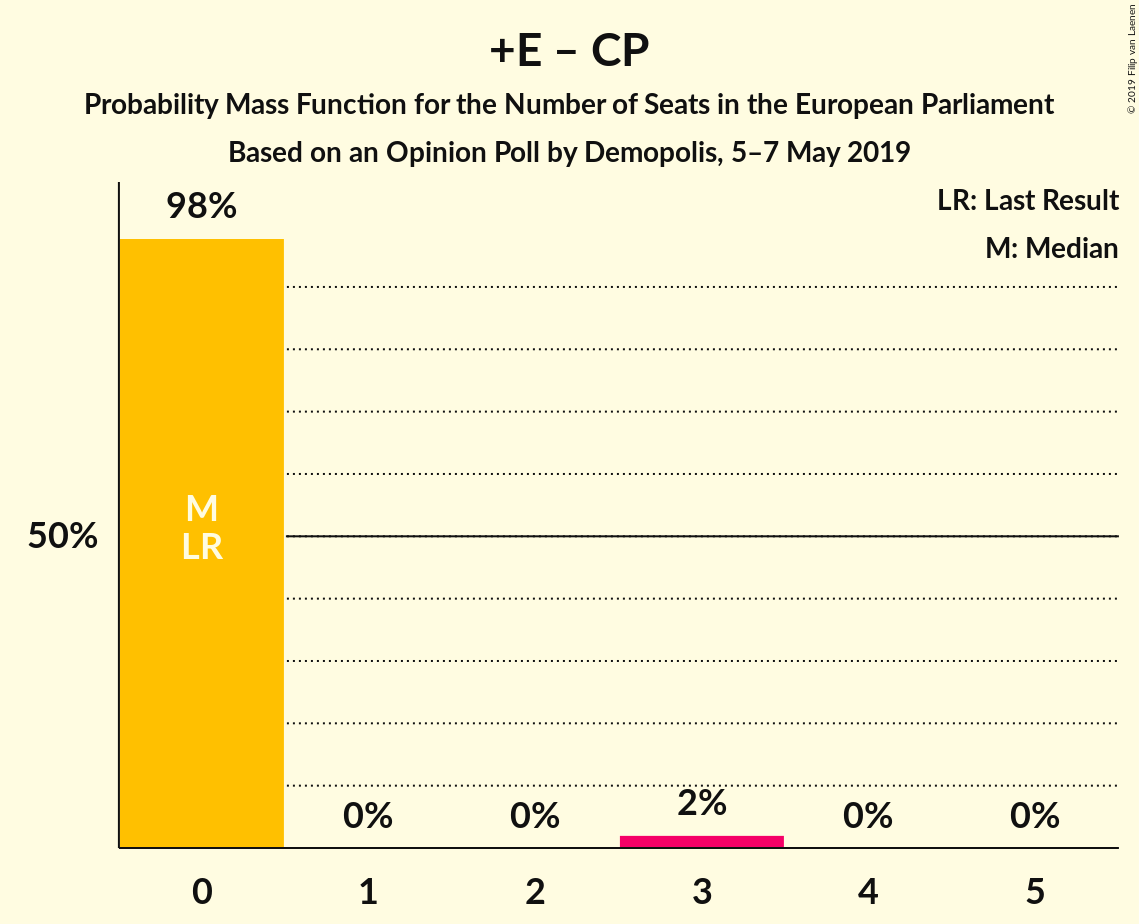 +E – CP
Probability Mass Function for the Number of Seats in the European Parliament
Based on an Opinion Poll by Demopolis, 5–7 May 2019
© 2019 Filip van Laenen
LR: Last Result
M: Median
98%
M
LR
50%
0%
0%
2%
0%
0%
0
1
2
3
4
5